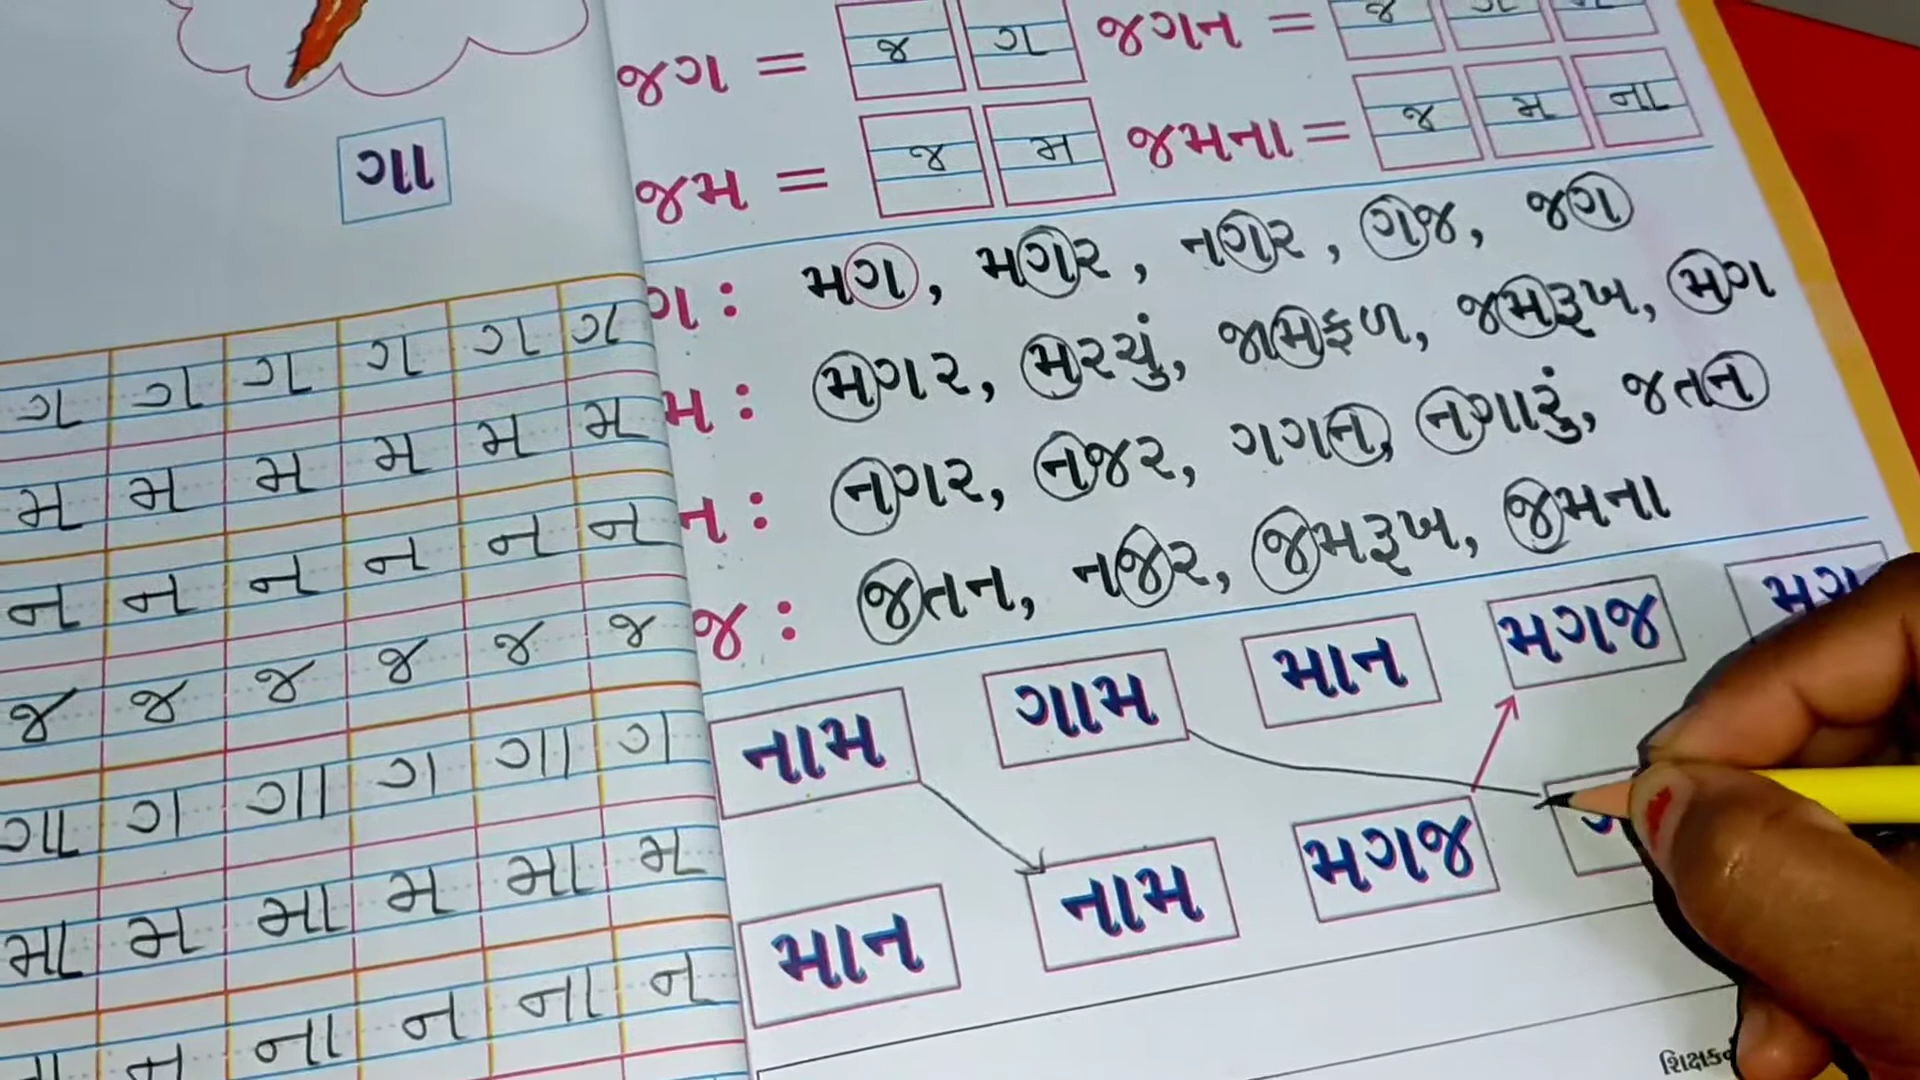 ગા
ગ ગ ગ ગ ગ ગ
મ મ મ મ મ મ
ન ન ન ન ન ન
જ જ જ જ જ જ
ગા ગ ગા ગ ગા ગ
મા મ મા મ મા મ
ન ના ન ના ન
જગ = જ ગ જગન =
જમ = જ મ જમના = જ મ ના
ગ : મગ, મગર, નગર, ગજ, જગ
મ : મગર, મરચું, જામફળ, જમરૂખ, મગ
ન : નગર, નજર, ગગન, નગારું, જતન
જ : જતન, નજર, જમરૂખ, જમના
નામ ગામ માન મગજ
માન નામ મગજ